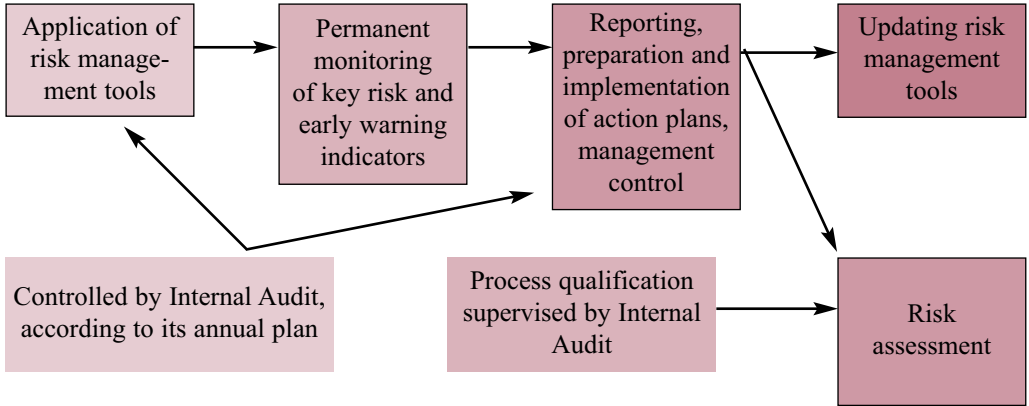 Application of
risk manage-
ment tools
Permanent
monitoring
of key risk and
early warning
indicators
Reporting,
preparation and
implementation
of action plans,
management
control
Updating risk
management
tools
Controlled by Internal Audit,
according to its annual plan
Process qualification
supervised by Internal
Audit
Risk
assessment